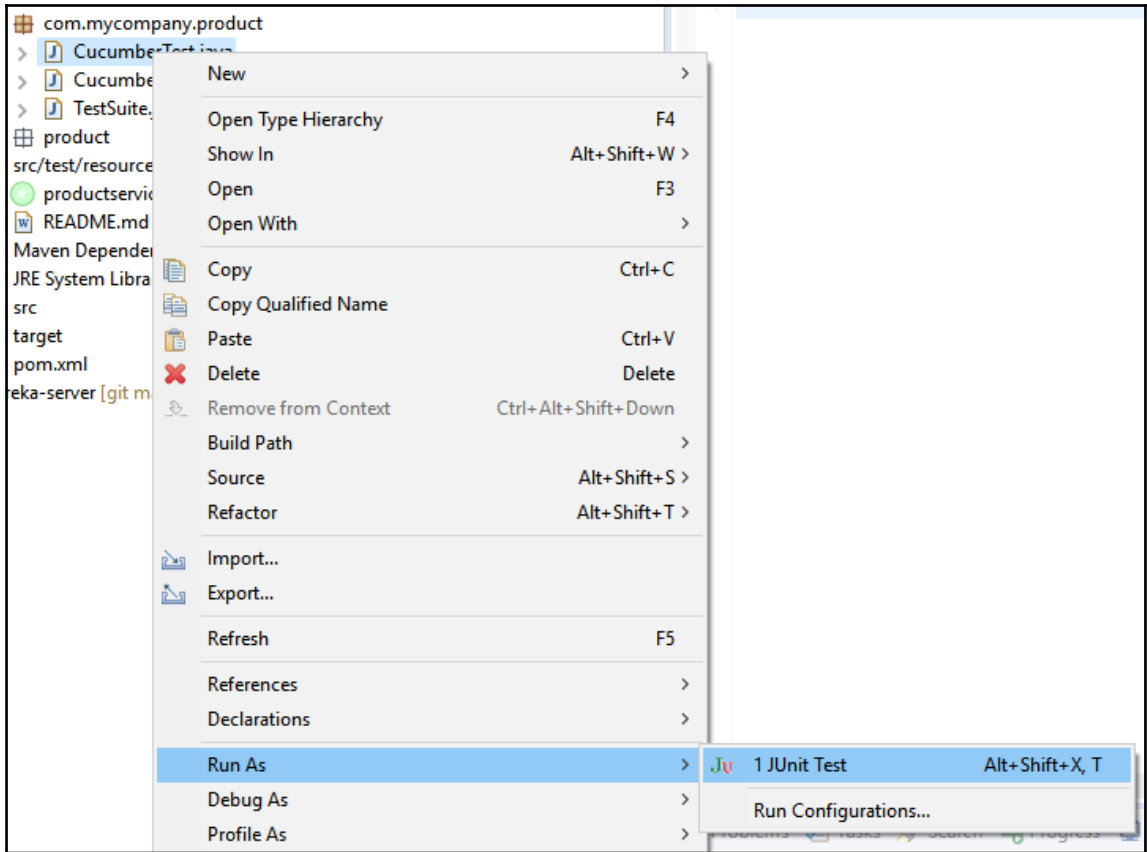 com.mycompany.product
CucumberTest.java
Cucumbe
New
TestSuite.
Open Type Hierarchy F4
product
Show In Alt+Shift+W >
src/test/resource
Open F3
productservic
Open With
README.md
Maven Depender
Copy Ctrl+C
JRE System Libra
Copy Qualified Name
src
target
Paste Ctrl+V
pom.xml
Delete Delete
reka-server [git m
Remove from Context Ctrl+Alt+Shift+Down
Build Path
Source Alt+Shift+S >
Refactor Alt+Shift+T >
Import...
Export...
Refresh F5
References
Declarations
Run As
1 JUnit Test Alt+Shift+X, T
Debug As
Run Configurations...
Profile As
Problems Tasks Search Progress